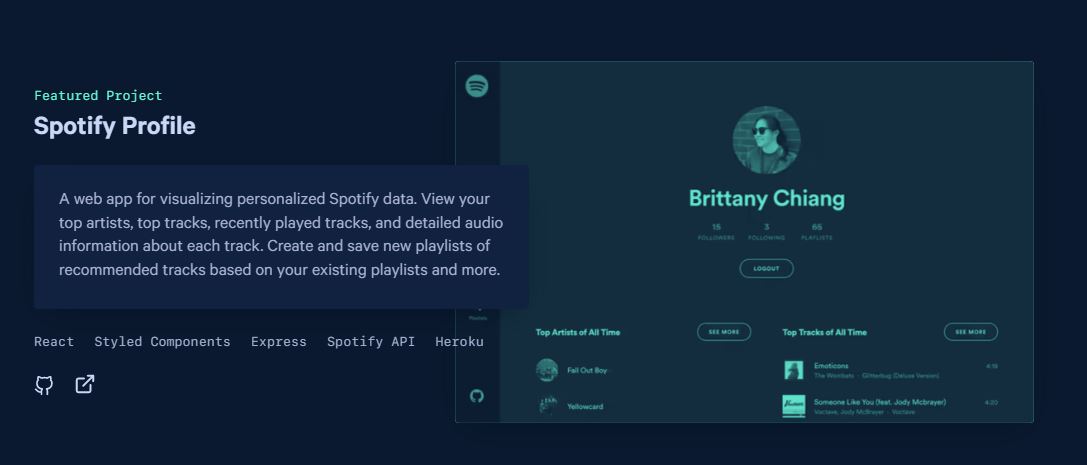 Featured Project
Spotify Profile
A web app for visualizing personalized Spotify data. View your
top artists, top tracks, recently played tracks, and detailed audio
information about each track. Create and save new playlists of
recommended tracks based on your existing playlists and more.
React Styled Components Express Spotify API Heroku
Brittany Chiang
15 3 65
FOLLOWERS FOLLOWING PLAYLISTS
LOGOUT
Playlists
Top Artists of All Time SEE MORE
Fall Out Boy
Yellowcard
Top Tracks of All Time SEE MORE
Emoticons 4:19
The Wombats · Glitterbug (Deluxe Version)
Someone Like You (feat. Jody Mcbrayer) 4:20
Voctave, Jody McBrayer · Voctave